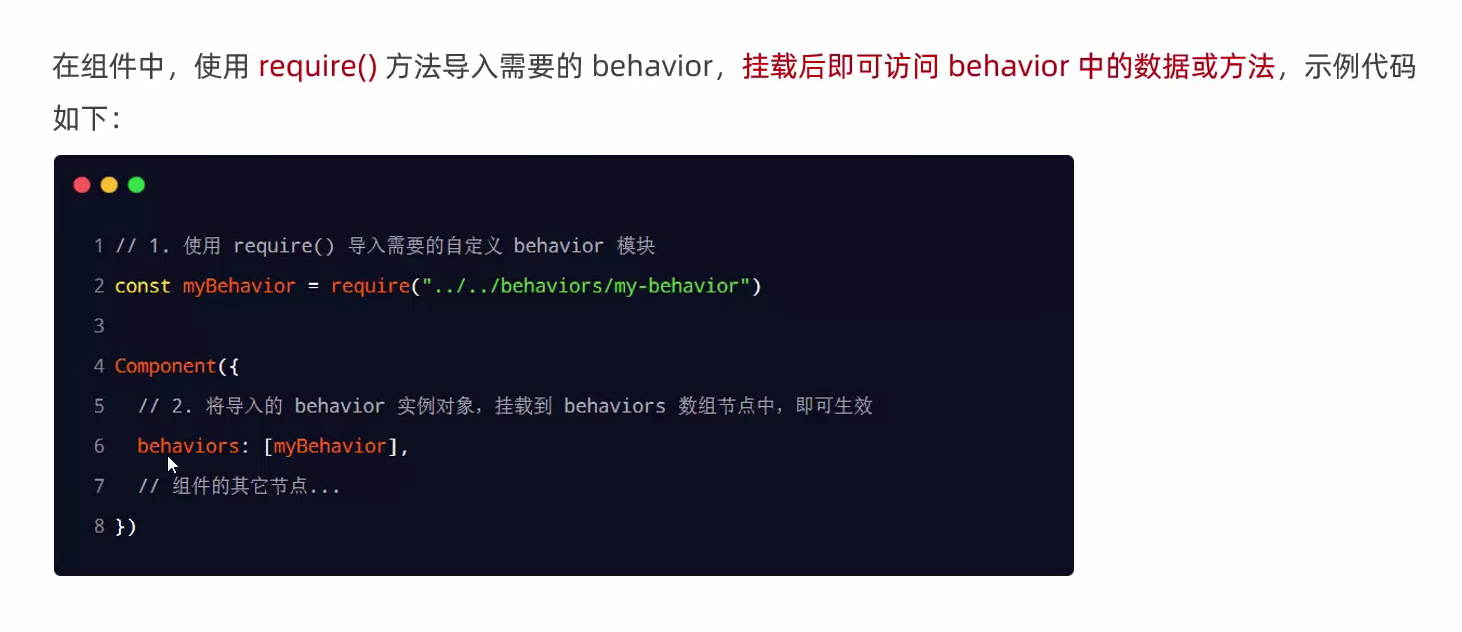 在组件中，使用 require() 方法导入需要的 behavior，挂载后即可访问 behavior 中的数据或方法，示例代码
如下：
1 // 1. 使用 require() 导入需要的自定义 behavior 模块
2 const myBehavior = require("../../behaviors/my-behavior")
3
4 Component({
5   // 2. 将导入的 behavior 实例对象，挂载到 behaviors 数组节点中，即可生效
6   behaviors: [myBehavior],
7   // 组件的其它节点...
8 })